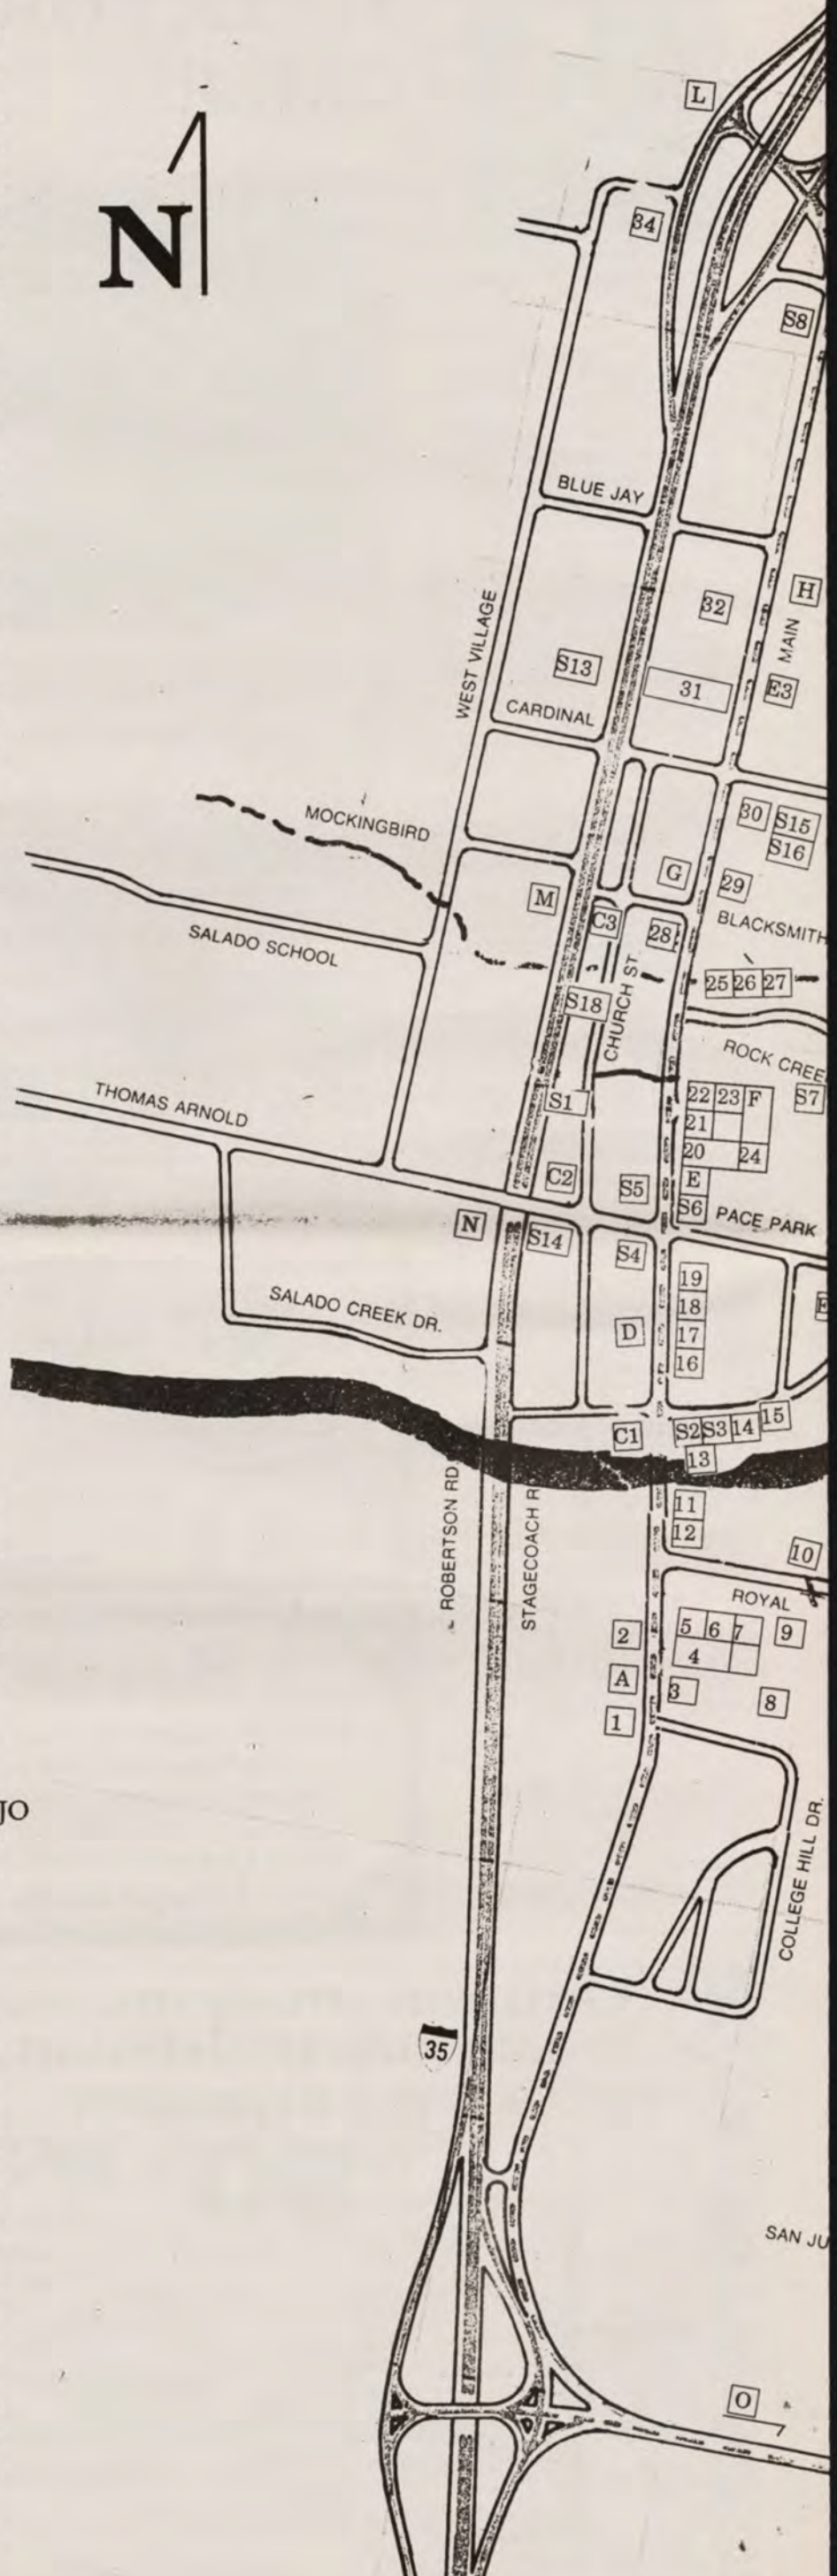 L
N
34
S8
BLUE JAY
32
H
MAIN
WEST VILLAGE
S13
31
E3
CARDINAL
MOCKINGBIRD
30 S15
S16
G
29
M
C3
28
BLACKSMITH
SALADO SCHOOL
25 26 27
S18
CHURCH ST
ROCK CREE
THOMAS ARNOLD
S1
22 23 F
S7
21
20 24
C2
S5
E
S6
PACE PARK
N
S14
S4
19
SALADO CREEK DR.
18
D
17
16
C1
S2 S3 14 15
13
ROBERTSON RD
STAGECOACH R
11
12
10
ROYAL
2
5 6 7
9
4
A
3
8
1
JO
COLLEGE HILL DR.
35
SAN JU
O